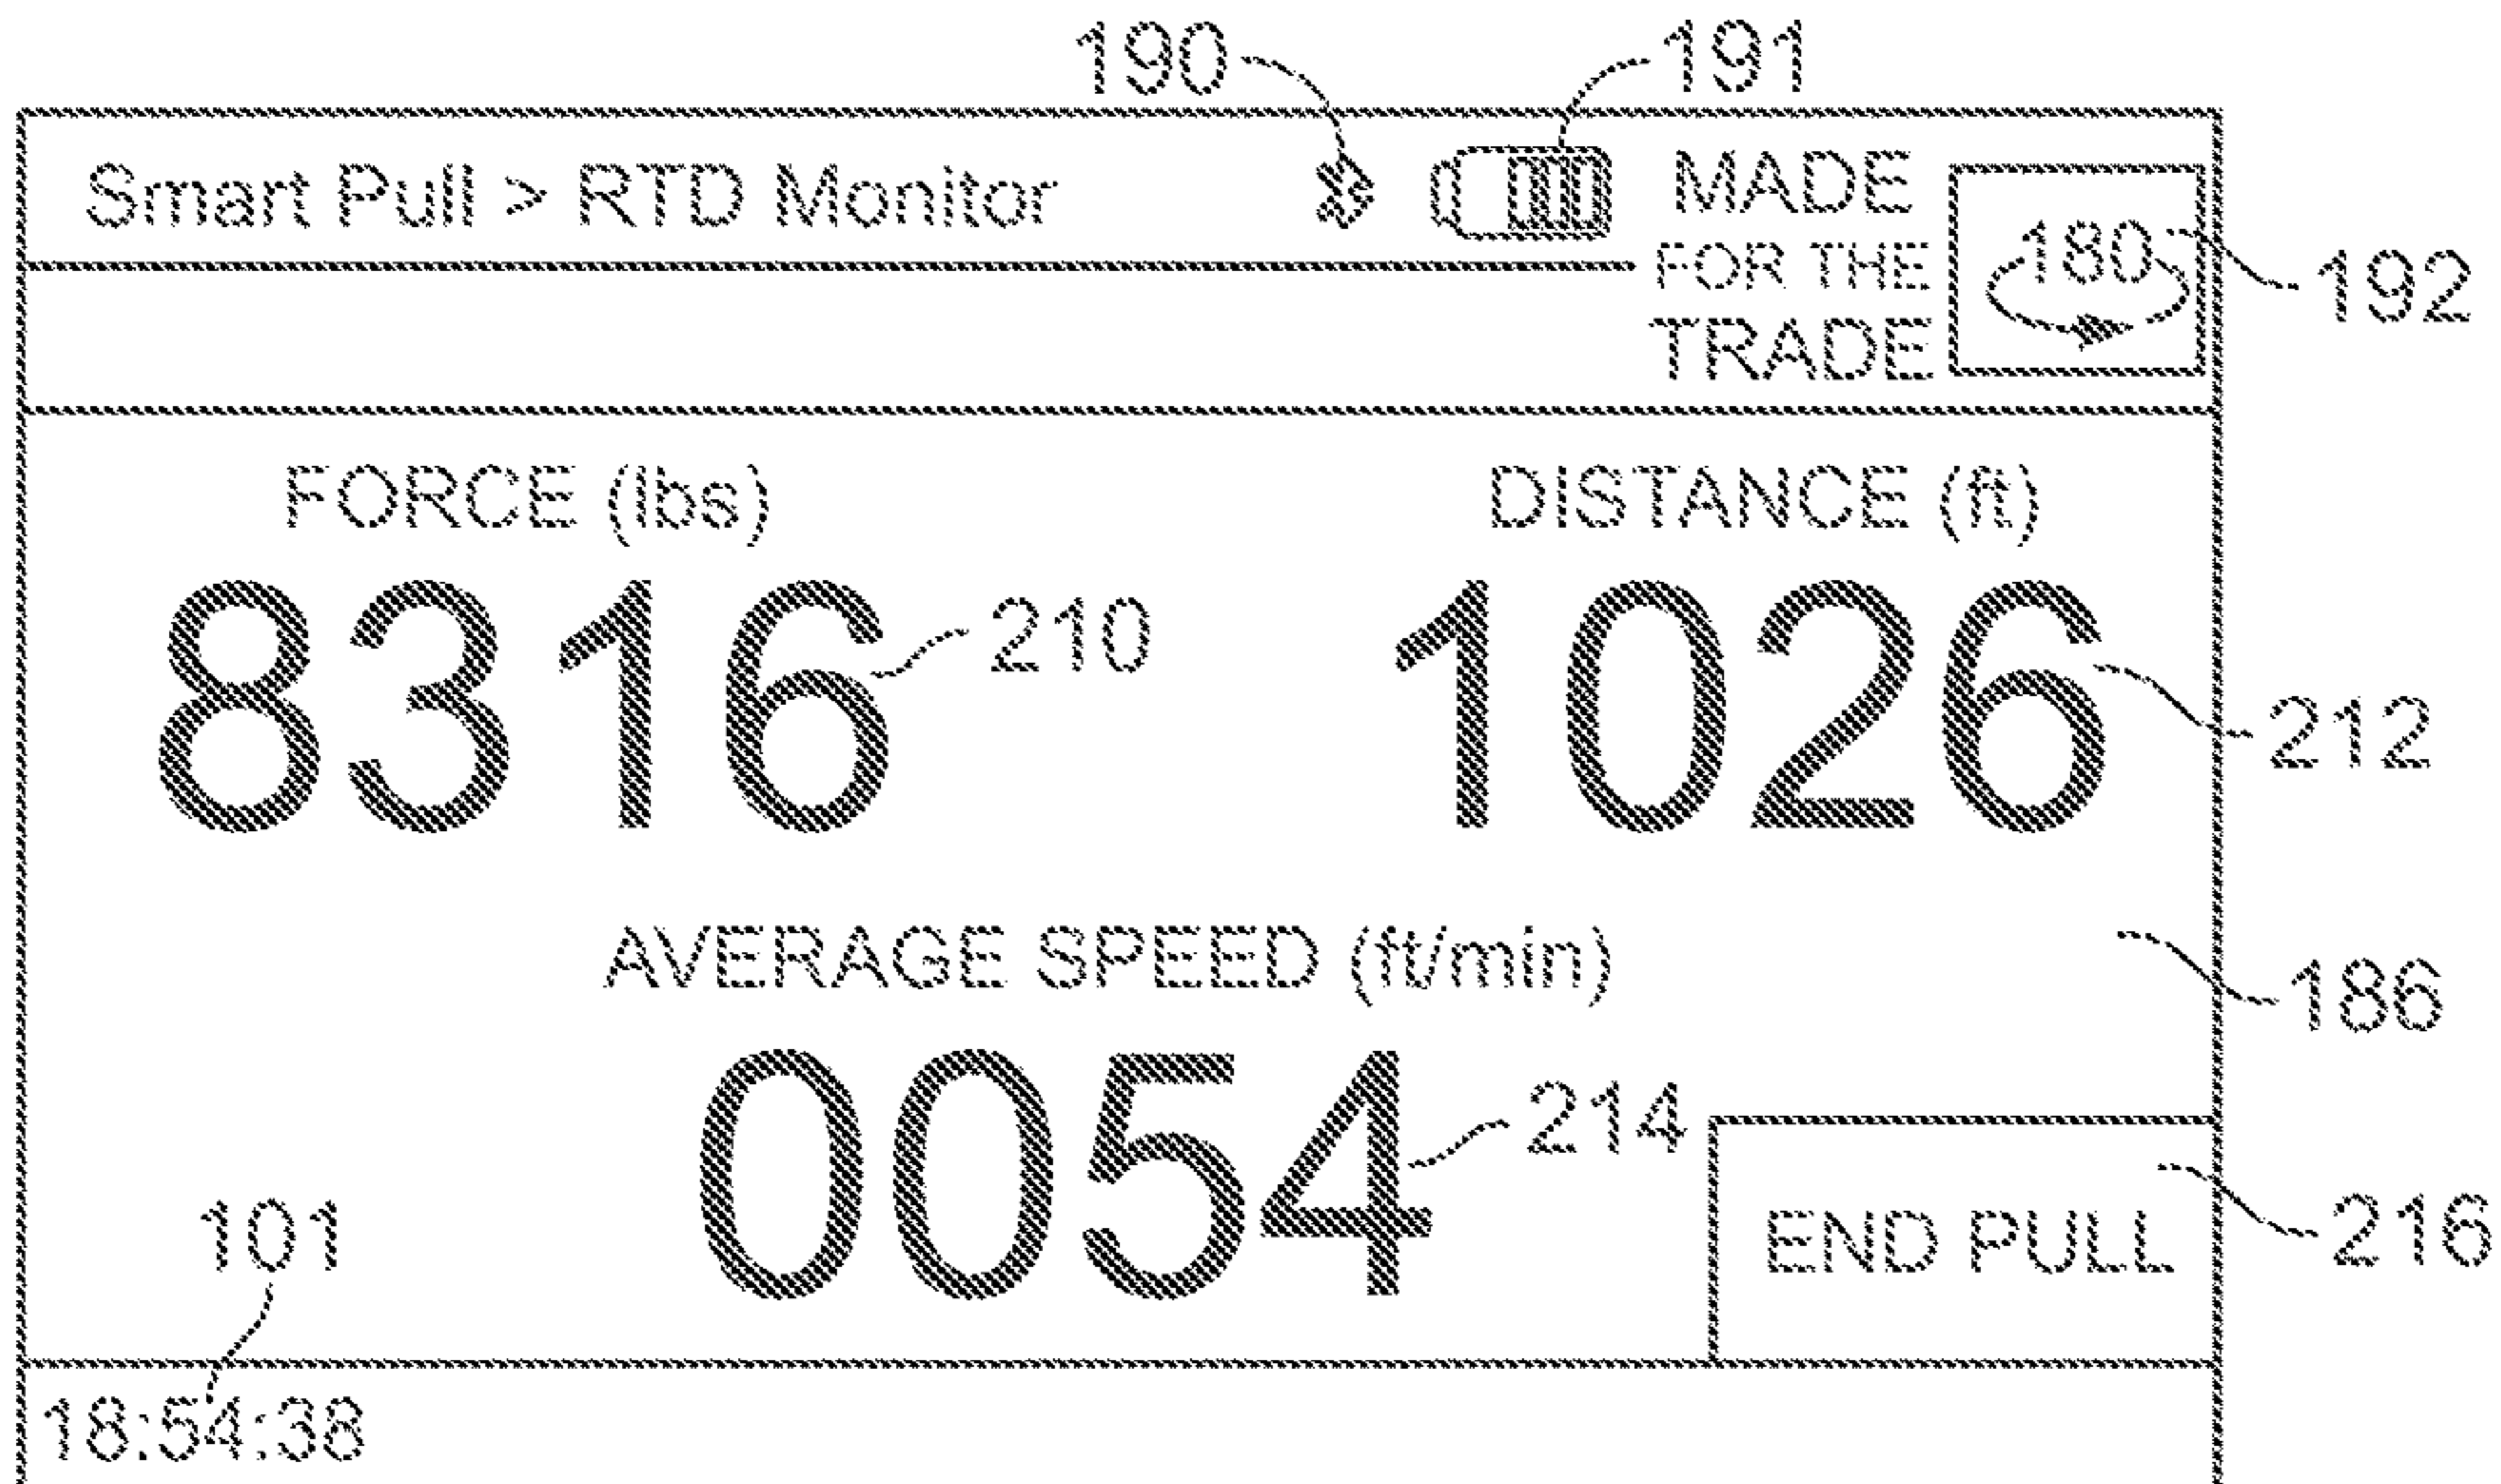 190 191
Smart Pull > RTD Monitor
MADE
FOR THE
TRADE
180
192
FORCE (lbs) DISTANCE (ft)
8316 210 1026
212
AVERAGE SPEED (ft/min)
186
0054 214
101
END PULL 216
18:54:38